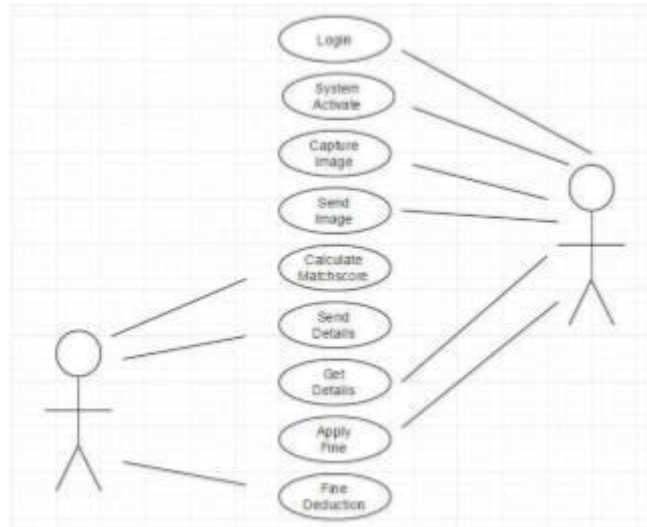 Login
System
Activate
Capture
Image
Send
Image
Calculate
Matchscore
Send
Details
Get
Details
Apply
Fine
Fine
Deduction